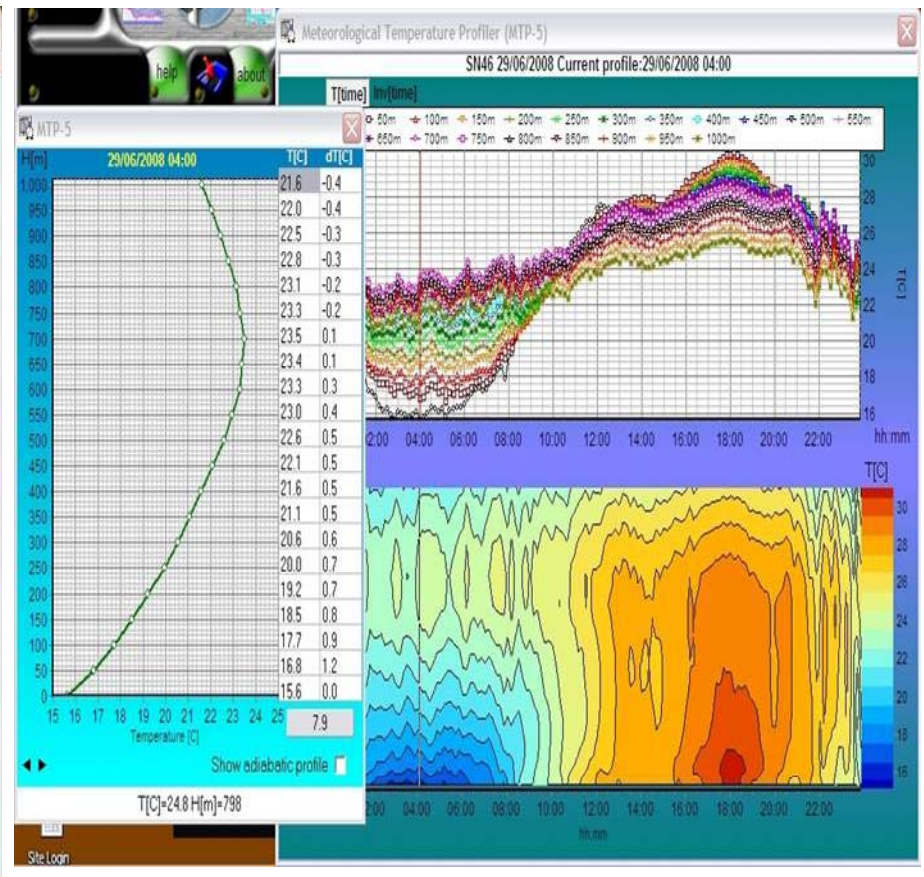 help
about
Meteorological Temperature Profiler (MTP-5)
SN46 29/06/2008 Current profile:29/06/2008 04:00
T[time] Inv[time]
50m 100m 150m 200m 250m 300m 350m 400m 450m 500m 550m
650m 700m 750m 800m 850m 900m 950m 1000m
MTP-5
H[m] 29/06/2008 04:00 T[C] dT[C]
1,000 21.6 -0.4
950 22.0 -0.4
900 22.5 -0.3
850 22.8 -0.3
800 23.1 -0.2
750 23.3 -0.2
700 23.5 0.1
650 23.4 0.1
600 23.3 0.3
550 23.0 0.4
500 22.6 0.5
450 22.1 0.5
400 21.6 0.5
350 21.1 0.5
300 20.6 0.6
250 20.0 0.7
200 19.2 0.7
150 18.5 0.8
100 17.7 0.9
50 16.8 1.2
0 15.6 0.0
15 16 17 18 19 20 21 22 23 24 25
7.9
Temperature [C]
Show adiabatic profile
T[C]=24.8 H[m]=798
30
28
26
24
22
20
18
16
T[C]
2:00 04:00 06:00 08:00 10:00 12:00 14:00 16:00 18:00 20:00 22:00 hh:mm
T[C]
30
28
26
24
22
20
18
16
2:00 04:00 06:00 08:00 10:00 12:00 14:00 16:00 18:00 20:00 22:00
hh:mm
Site Login